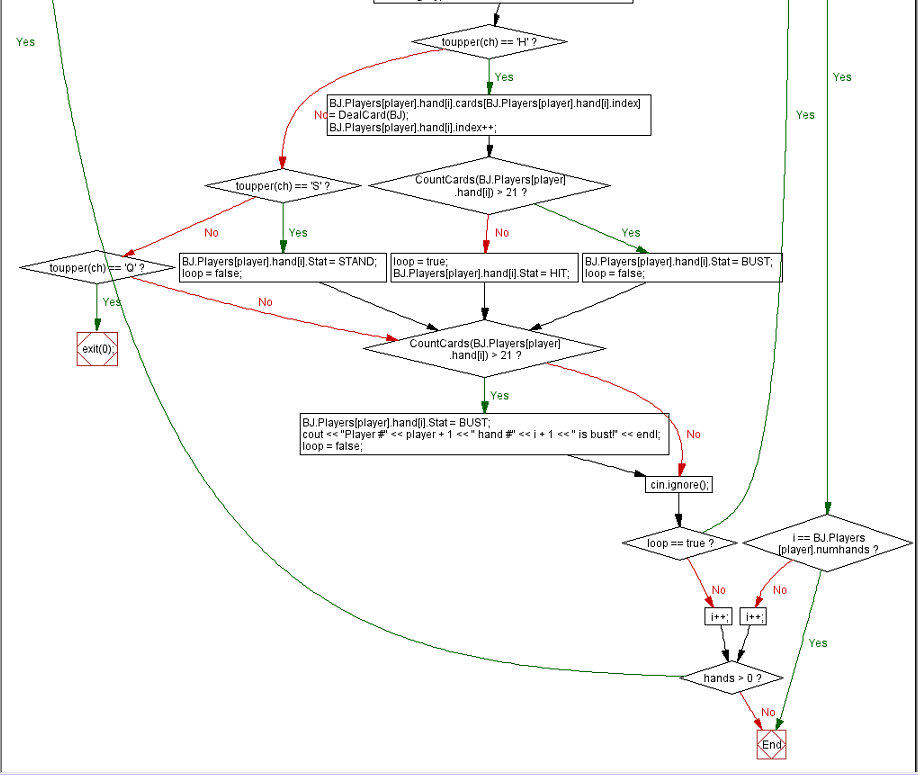 Yes
toupper(ch) == 'H' ?
Yes
Yes
Yes
No
BJ.Players[player].hand[i].cards[BJ.Players[player].hand[i].index]
= DealCard(BJ);
BJ.Players[player].hand[i].index++;
toupper(ch) == 'S' ?
CountCards(BJ.Players[player]
.hand[i]) > 21 ?
No
Yes
No
Yes
toupper(ch) == 'Q' ?
BJ.Players[player].hand[i].Stat = STAND;
loop = false;
loop = true;
BJ.Players[player].hand[i].Stat = HIT;
BJ.Players[player].hand[i].Stat = BUST;
loop = false;
Yes
No
exit(0);
CountCards(BJ.Players[player]
.hand[i]) > 21 ?
Yes
No
BJ.Players[player].hand[i].Stat = BUST;
cout << "Player #" << player + 1 << " hand #" << i + 1 << " is bust!" << endl;
loop = false;
cin.ignore();
loop == true ?
i == BJ.Players
[player].numhands ?
No
No
i++;
i++;
Yes
hands > 0 ?
No
End